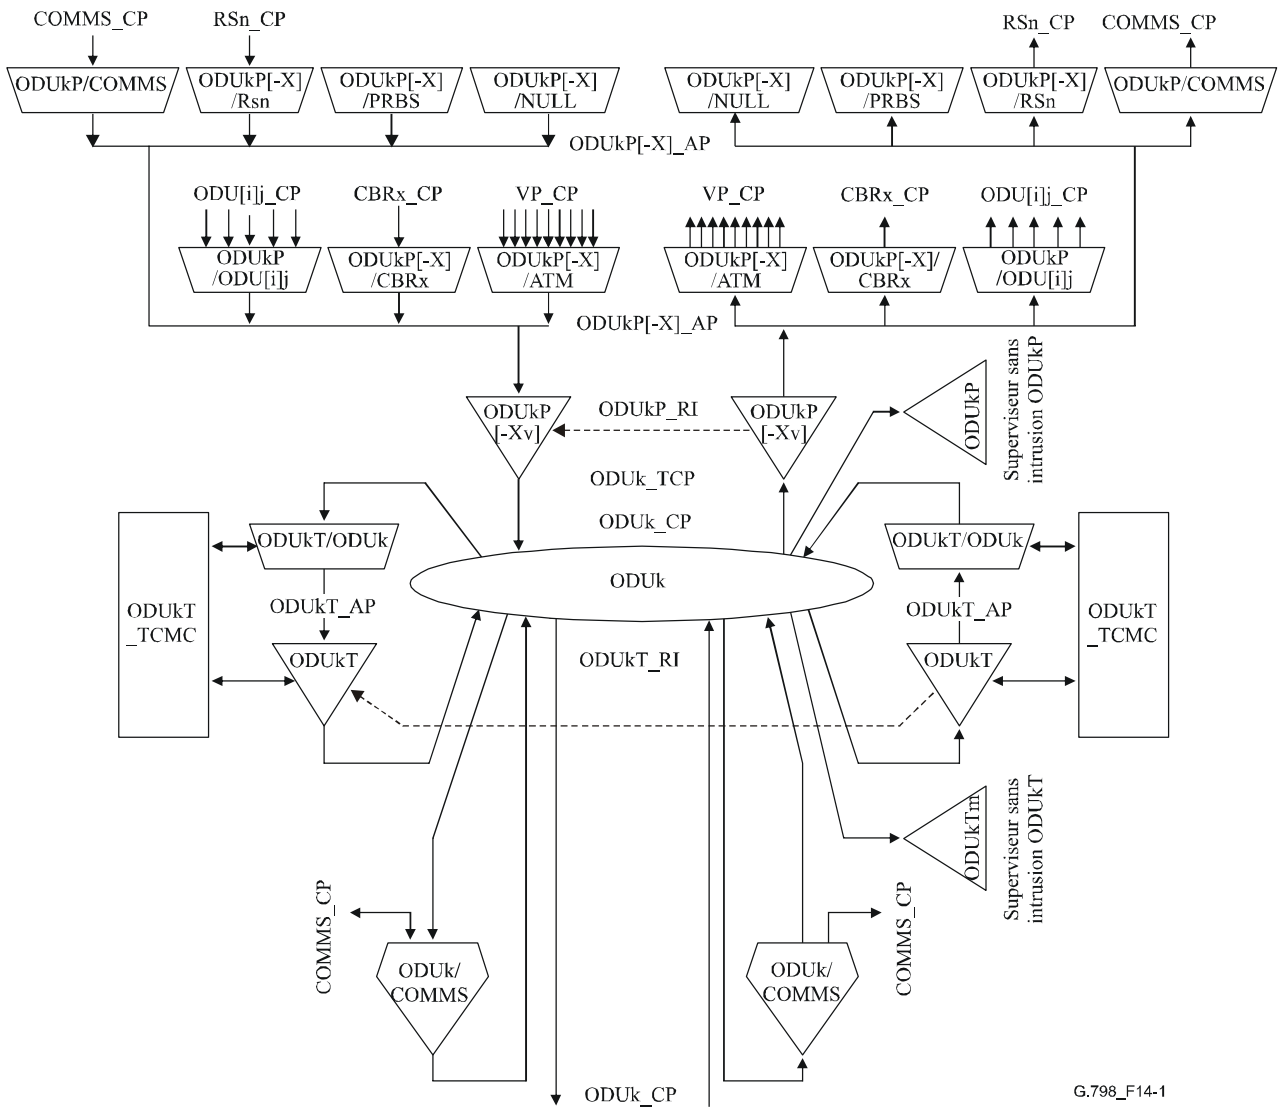 COMMS_CP
RSn_CP
RSn_CP
COMMS_CP
ODUkP/COMMS
ODUkP[-X]
/Rsn
ODUkP[-X]
/PRBS
ODUkP[-X]
/NULL
ODUkP[-X]
/NULL
ODUkP[-X]
/PRBS
ODUkP[-X]
/RSn
ODUkP/COMMS
ODUkP[-X]_AP
ODU[i]j_CP
CBRx_CP
VP_CP
VP_CP
CBRx_CP
ODU[i]j_CP
ODUkP
/ODU[i]j
ODUkP[-X]
/CBRx
ODUkP[-X]
/ATM
ODUkP[-X]
/ATM
ODUkP[-X]/
CBRx
ODUkP
/ODU[i]j
ODUkP[-X]_AP
ODUkP
[-Xv]
ODUkP_RI
ODUkP
[-Xv]
ODUkP
Superviseur sans
intrusion ODUkP
ODUk_TCP
ODUk_CP
ODUkT/ODUk
ODUkT/ODUk
ODUk
ODUkT
_TCMC
ODUkT_AP
ODUkT_AP
ODUkT
_TCMC
ODUkT
ODUkT_RI
ODUkT
ODUkTm
Superviseur sans
intrusion ODUkT
COMMS_CP
COMMS_CP
ODUk/
COMMS
ODUk/
COMMS
ODUk_CP
G.798_F14-1